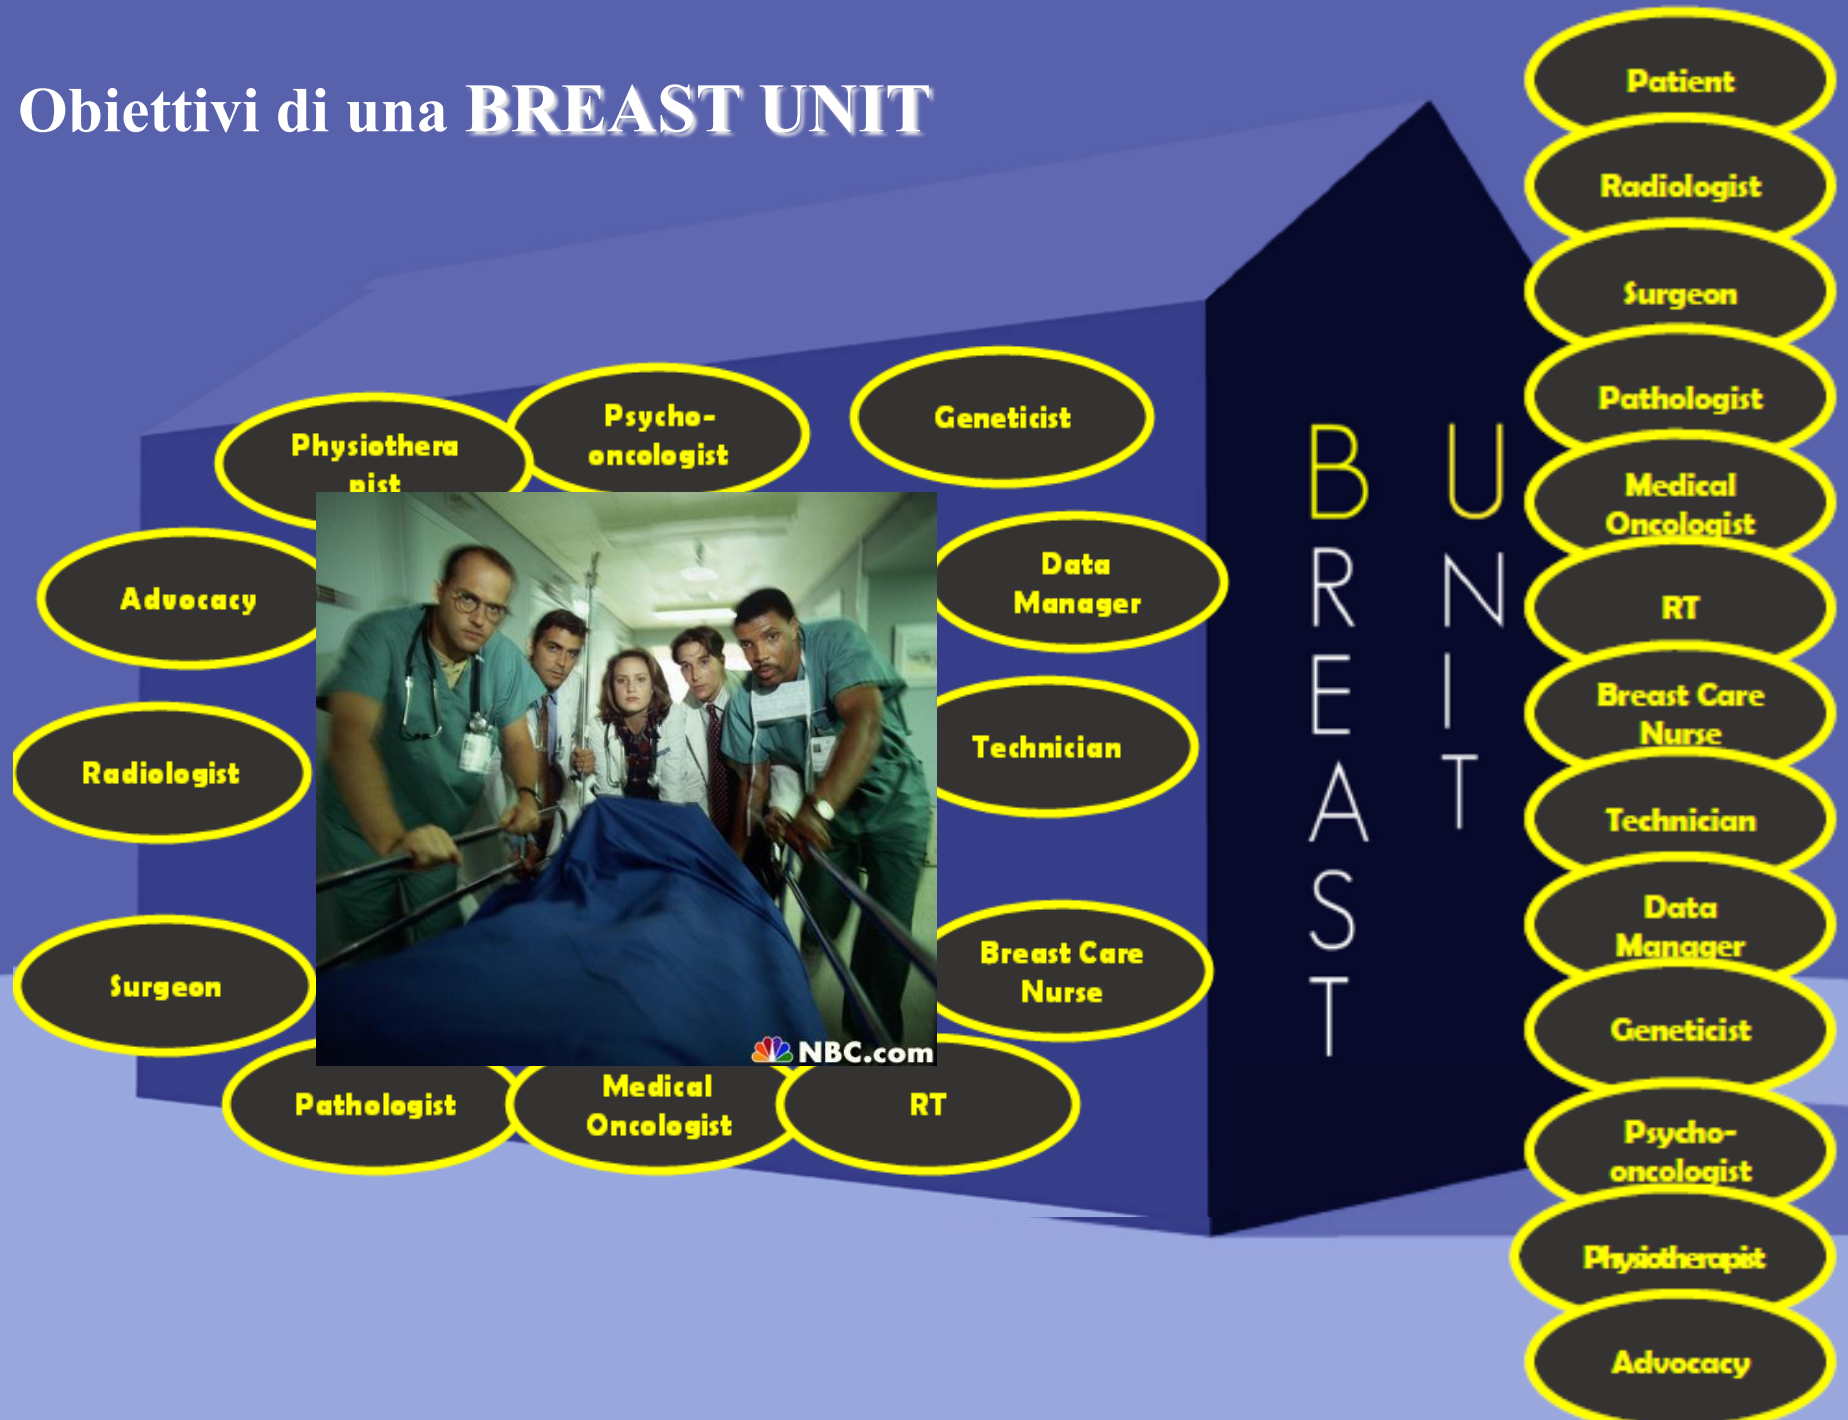 Obiettivi di una BREAST UNIT
Physiothera
pist
Psycho-
oncologist
Geneticist
Advocacy
Data
Manager
Radiologist
Technician
Surgeon
Breast Care
Nurse
NBC.com
Pathologist
Medical
Oncologist
RT
BREAST
UNIT
Patient
Radiologist
Surgeon
Pathologist
Medical
Oncologist
RT
Breast Care
Nurse
Technician
Data
Manager
Geneticist
Psycho-
oncologist
Physiotherapist
Advocacy